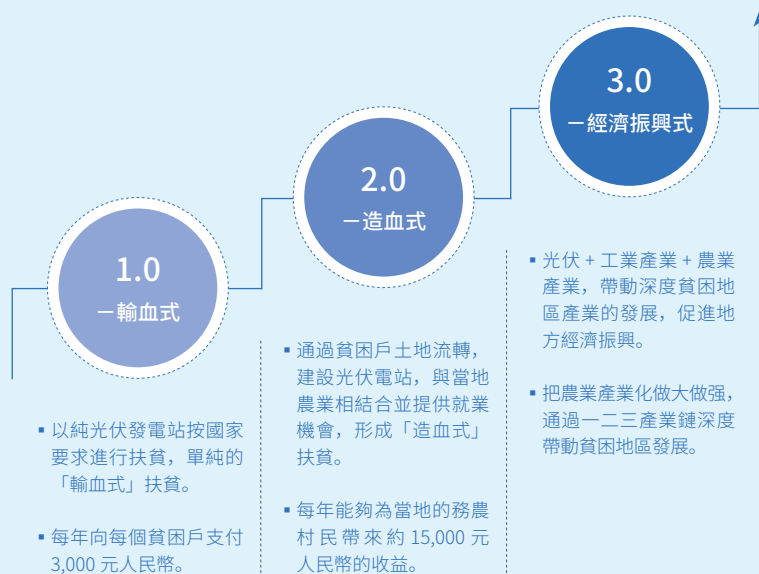 1.0
－輸血式
▪ 以純光伏發電站按國家
要求進行扶貧，單純的
「輸血式」扶貧。
▪ 每年向每個貧困戶支付
3,000 元人民幣。
2.0
－造血式
▪ 通過貧困戶土地流轉，
建設光伏電站，與當地
農業相結合並提供就業
機會，形成「造血式」
扶貧。
▪ 每年能夠為當地的務農
村民帶來約 15,000 元
人民幣的收益。
3.0
－經濟振興式
▪ 光伏 + 工業產業 + 農業
產業，帶動深度貧困地
區產業的發展，促進地
方經濟振興。
▪ 把農業產業化做大做强，
通過一二三產業鏈深度
帶動貧困地區發展。